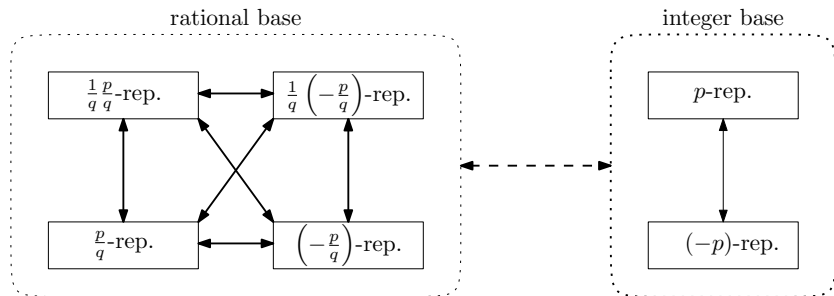 rational base
integer base
1/q p/q-rep.
1/q (−p/q)-rep.
p-rep.
p/q-rep.
(−p/q)-rep.
(−p)-rep.